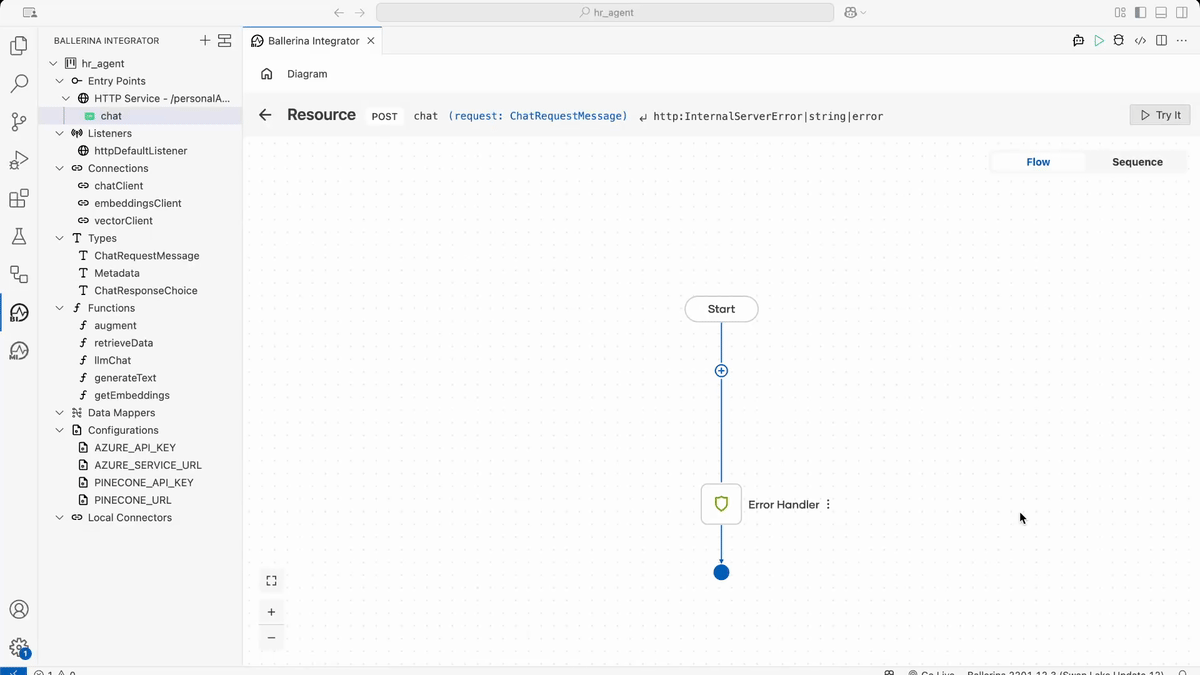 hr_agent
BALLERINA INTEGRATOR
Ballerina Integrator
hr_agent
Entry Points
HTTP Service - /personalA...
chat
Listeners
httpDefaultListener
Connections
chatClient
embeddingsClient
vectorClient
Types
ChatRequestMessage
Metadata
ChatResponseChoice
Functions
augment
retrieveData
llmChat
generateText
getEmbeddings
Data Mappers
Configurations
AZURE_API_KEY
AZURE_SERVICE_URL
PINECONE_API_KEY
PINECONE_URL
Local Connectors
BI
MI
1
Diagram
Resource POST chat (request: ChatRequestMessage) http:InternalServerError|string|error
Try It
Flow Sequence
Start
Error Handler
1 0
Go Live Ballerina 2201.12.3 (Swan Lake Update 12)